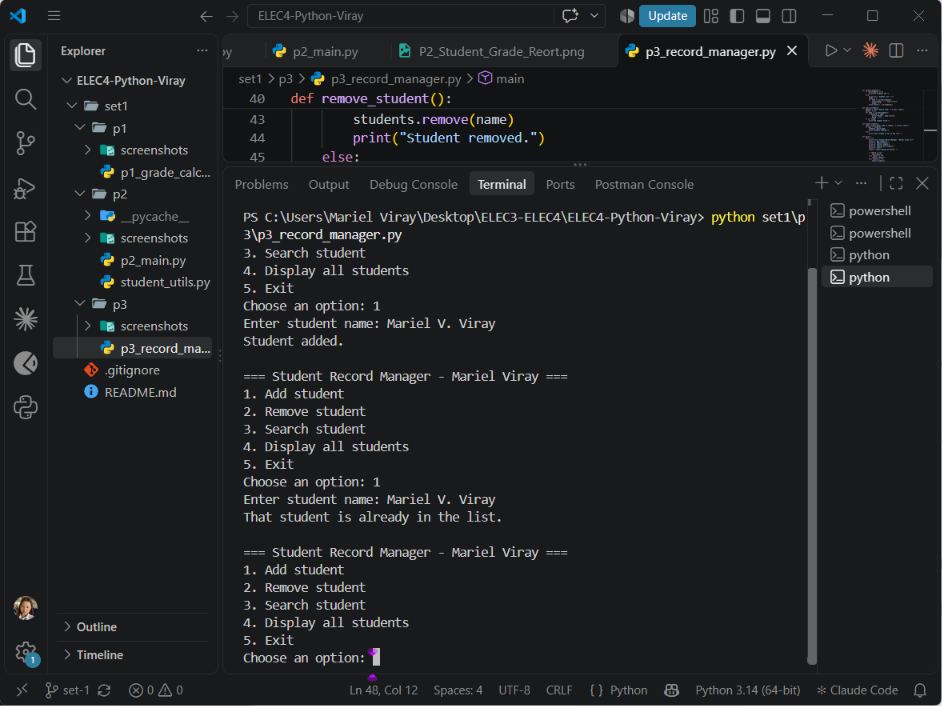 ELEC4-Python-Viray
Update
Explorer
py
p2_main.py
P2_Student_Grade_Reort.png
p3_record_manager.py
ELEC4-Python-Viray
set1
p1
screenshots
p1_grade_calc...
p2
__pycache__
screenshots
p2_main.py
student_utils.py
p3
screenshots
p3_record_ma...
.gitignore
README.md
Outline
Timeline
set1 > p3 > p3_record_manager.py > main
40 def remove_student():
43 students.remove(name)
44 print("Student removed.")
45 else:
Problems Output Debug Console Terminal Ports Postman Console
PS C:\Users\Mariel Viray\Desktop\ELEC3-ELEC4\ELEC4-Python-Viray> python set1\p
3\p3_record_manager.py
3. Search student
4. Display all students
5. Exit
Choose an option: 1
Enter student name: Mariel V. Viray
Student added.
=== Student Record Manager - Mariel Viray ===
1. Add student
2. Remove student
3. Search student
4. Display all students
5. Exit
Choose an option: 1
Enter student name: Mariel V. Viray
That student is already in the list.
=== Student Record Manager - Mariel Viray ===
1. Add student
2. Remove student
3. Search student
4. Display all students
5. Exit
Choose an option:
powershell
powershell
python
python
1
set-1 0 0 Ln 48, Col 12 Spaces: 4 UTF-8 CRLF { } Python Python 3.14 (64-bit) Claude Code